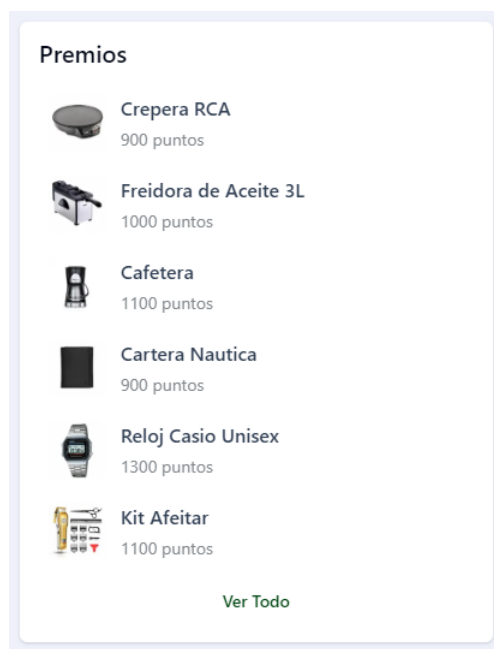 Premios
Crepera RCA
900 puntos
Freidora de Aceite 3L
1000 puntos
Cafetera
1100 puntos
Cartera Nautica
900 puntos
Reloj Casio Unisex
1300 puntos
Kit Afeitar
1100 puntos
Ver Todo